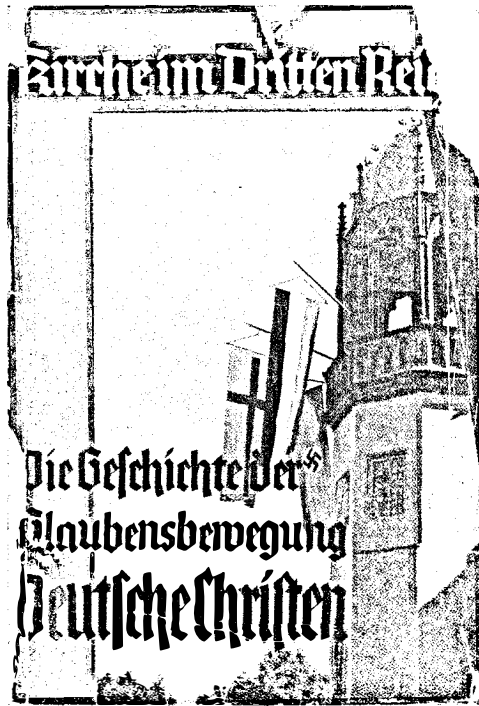 Kirche im Dritten Rei
Die Geschichte der
Glaubensbewegung
Deutsche Christen